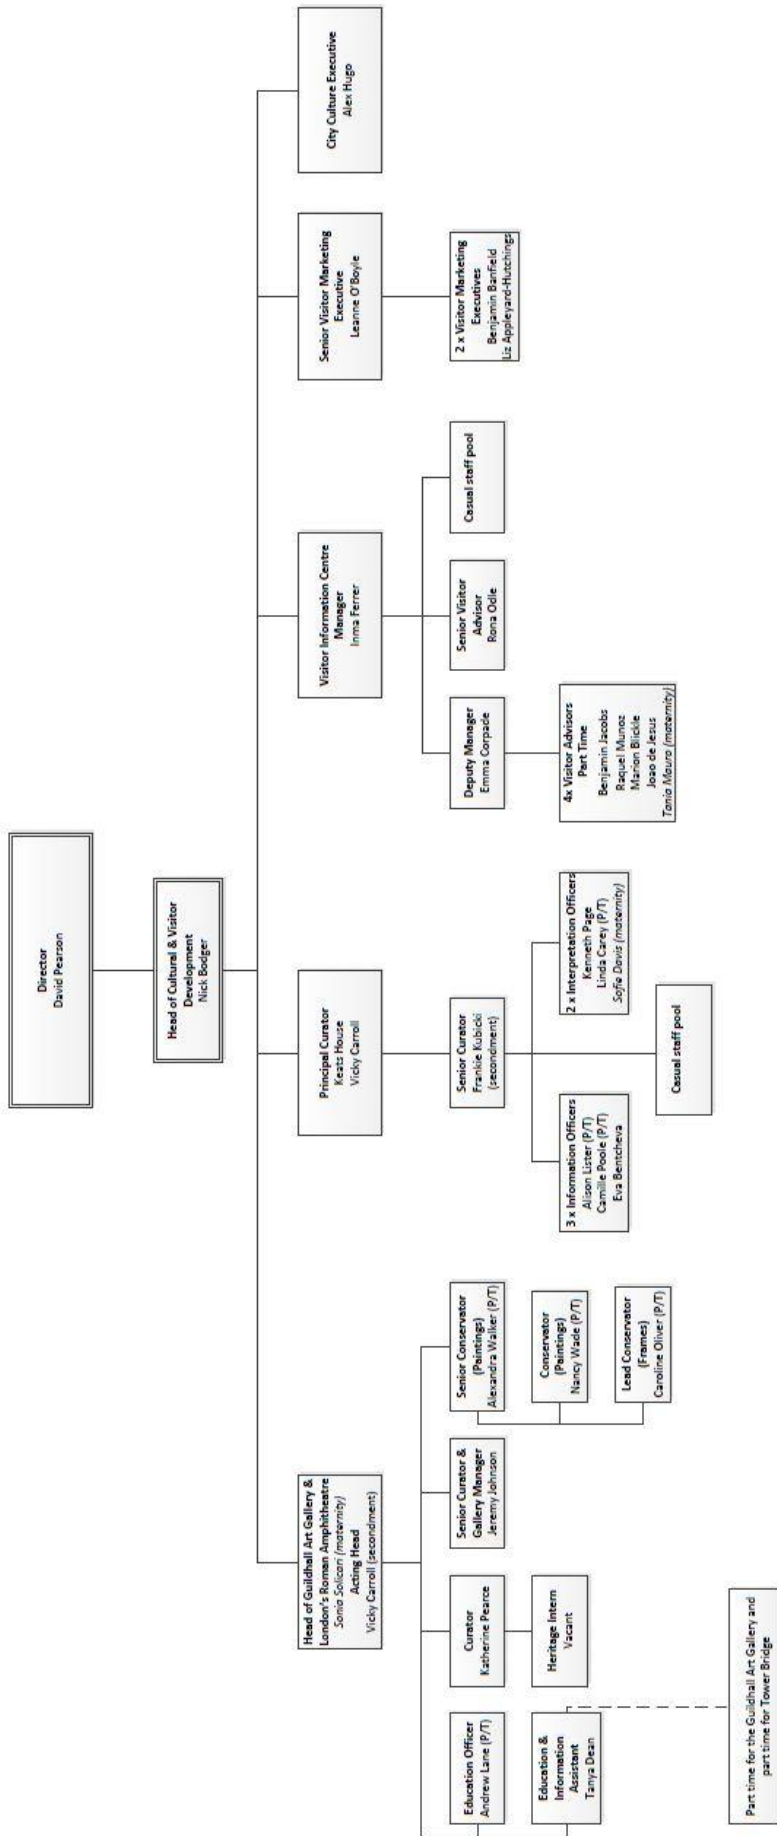 Director
David Pearson
Head of Cultural & Visitor
Development
Nick Bodger
Head of Guildhall Art Gallery &
London's Roman Amphitheatre
Sonia Solicari (maternity)
Acting Head
Vicky Carroll (secondment)
Principal Curator
Keats House
Vicky Carroll
Visitor Information Centre
Manager
Inma Ferrer
Senior Visitor Marketing
Executive
Leanne O'Boyle
City Culture Executive
Alex Hugo
Education Officer
Andrew Lane (P/T)
Curator
Katherine Pearce
Senior Curator &
Gallery Manager
Jeremy Johnson
Senior Conservator
(Paintings)
Alexandra Walker (P/T)
Senior Curator
Frankie Kubicki
(secondment)
Deputy Manager
Emma Corpade
Senior Visitor
Advisor
Rona Odle
Casual staff pool
2 x Visitor Marketing
Executives
Benjamin Banfield
Liz Appleyard-Hutchings
Education &
Information
Assistant
Tanya Dean
Heritage Intern
Vacant
Conservator
(Paintings)
Nancy Wade (P/T)
3 x Information Officers
Alison Lister (P/T)
Camille Poole (P/T)
Eva Bentcheva
2 x Interpretation Officers
Kenneth Page
Linda Carey (P/T)
Sofie Davis (maternity)
4x Visitor Advisors
Part Time
Benjamin Jacobs
Raquel Munoz
Marion Blickle
Joao de Jesus
Tania Maura (maternity)
Lead Conservator
(Frames)
Caroline Oliver (P/T)
Casual staff pool
Part time for the Guildhall Art Gallery and
part time for Tower Bridge